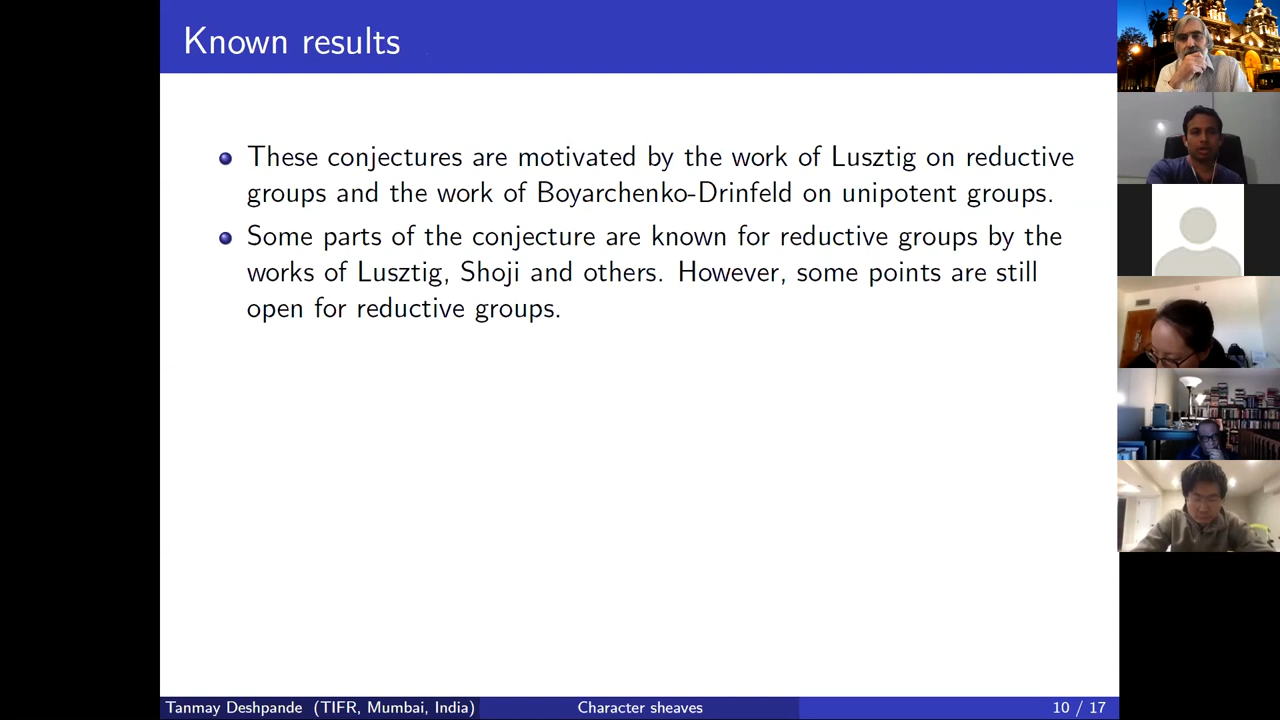 Known results
These conjectures are motivated by the work of Lusztig on reductive
groups and the work of Boyarchenko-Drinfeld on unipotent groups.
Some parts of the conjecture are known for reductive groups by the
works of Lusztig, Shoji and others. However, some points are still
open for reductive groups.
Tanmay Deshpande (TIFR, Mumbai, India)
Character sheaves
10 / 17